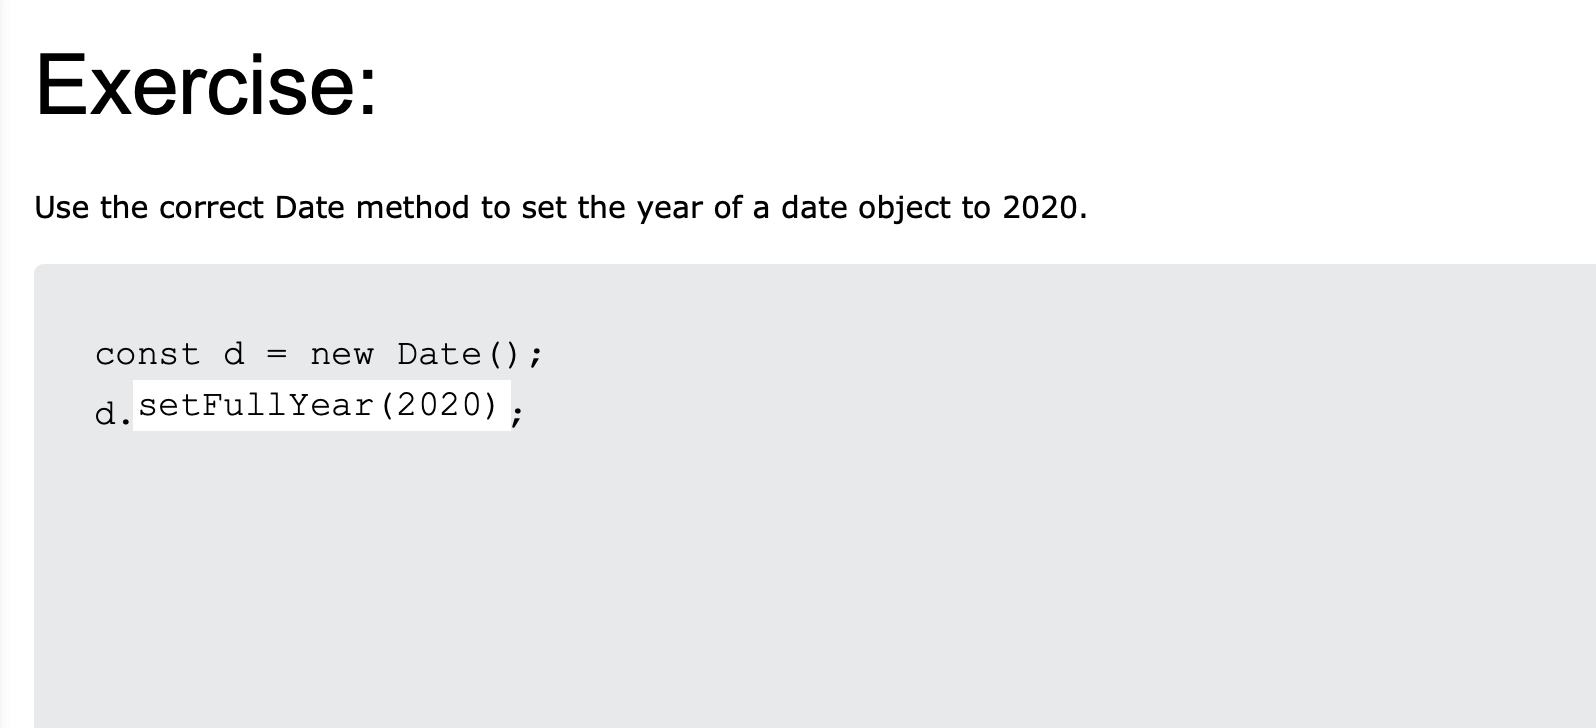 Exercise:
Use the correct Date method to set the year of a date object to 2020.
const d = new Date();
d.setFullYear(2020);